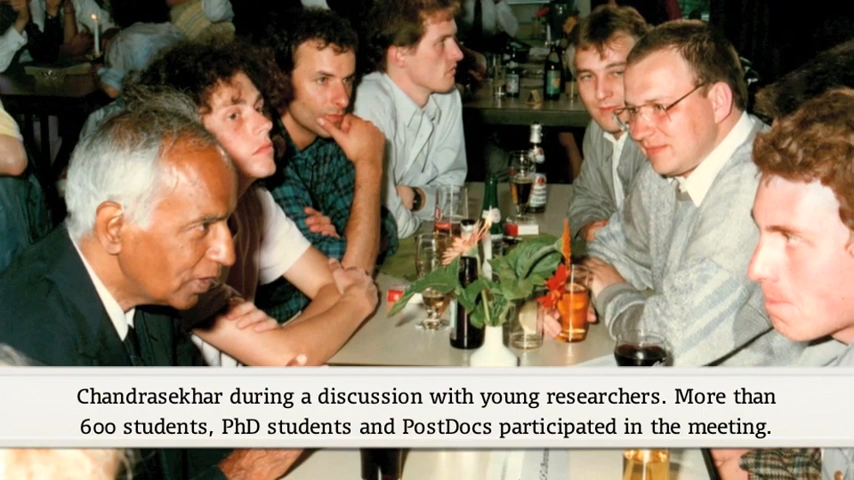 Chandrasekhar during a discussion with young researchers. More than
600 students, PhD students and PostDocs participated in the meeting.